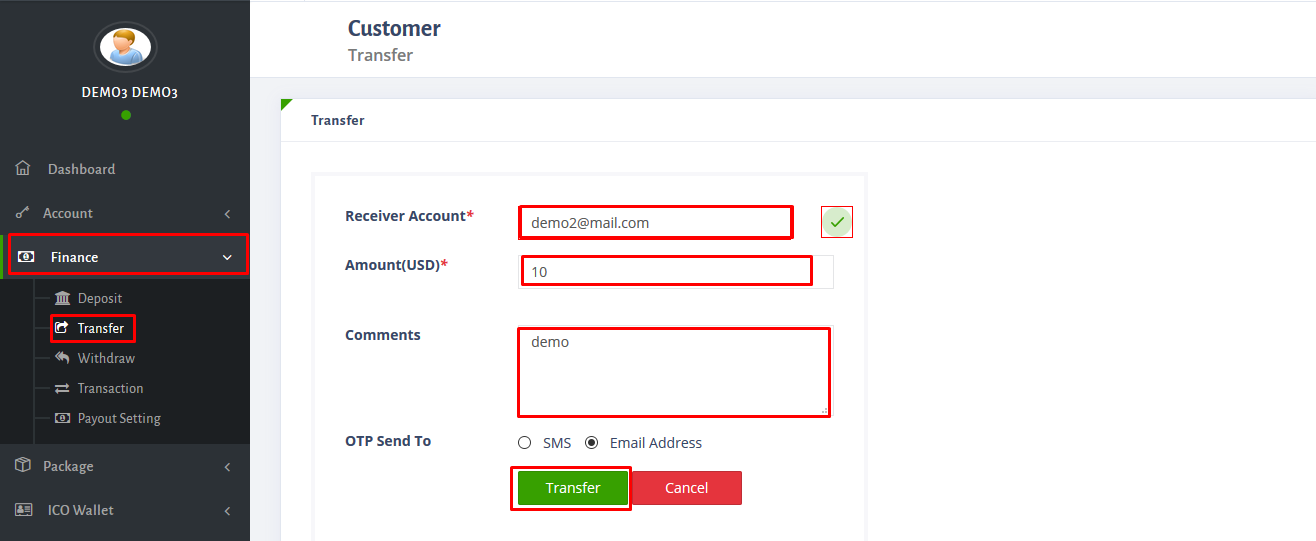 DEMO3 DEMO3
Dashboard
Account
Finance
Deposit
Transfer
Withdraw
Transaction
Payout Setting
Package
ICO Wallet
Customer
Transfer
Transfer
Receiver Account* demo2@mail.com
Amount(USD)* 10
Comments demo
OTP Send To SMS Email Address
Transfer Cancel